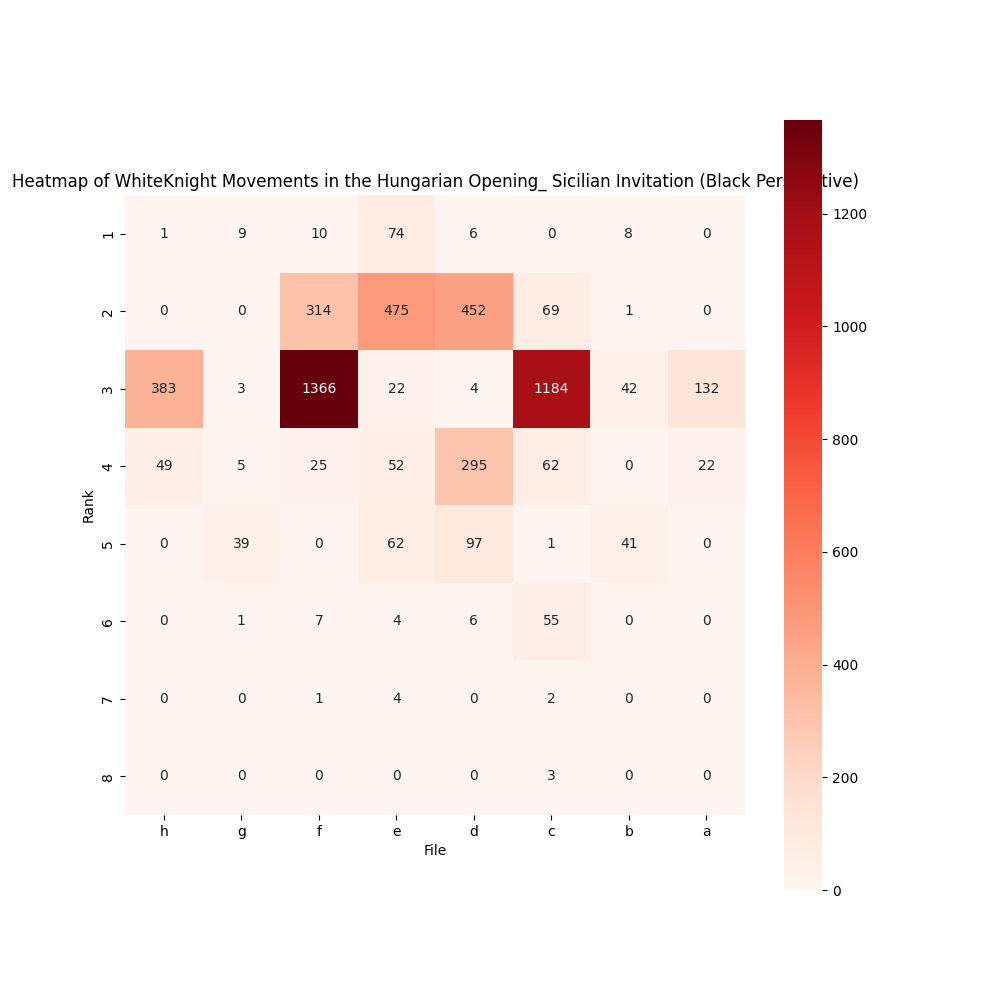 Heatmap of WhiteKnight Movements in the Hungarian Opening_ Sicilian Invitation (Black tive)
1200
1 1 9 10 74 6 0 8 0
2 0 0 314 475 452 69 1 0
1000
3 383 3 1366 22 4 1184 42 132
800
4 49 5 25 52 295 62 0 22
Rank
600
5 0 39 0 62 97 1 41 0
6 0 1 7 4 6 55 0 0
400
7 0 0 1 4 0 2 0 0
8 0 0 0 0 0 3 0 0
200
h g f e d c b a
File
0